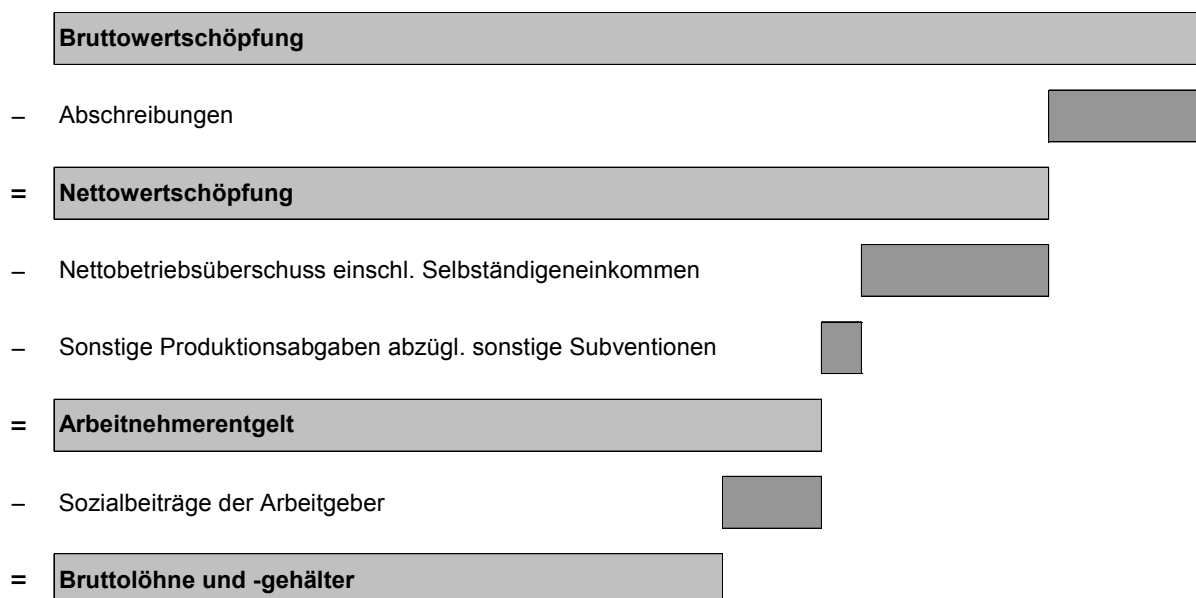 Bruttowertschöpfung
– Abschreibungen
= Nettowertschöpfung
– Nettobetriebsüberschuss einschl. Selbständigeneinkommen
– Sonstige Produktionsabgaben abzügl. sonstige Subventionen
= Arbeitnehmerentgelt
– Sozialbeiträge der Arbeitgeber
= Bruttolöhne und -gehälter